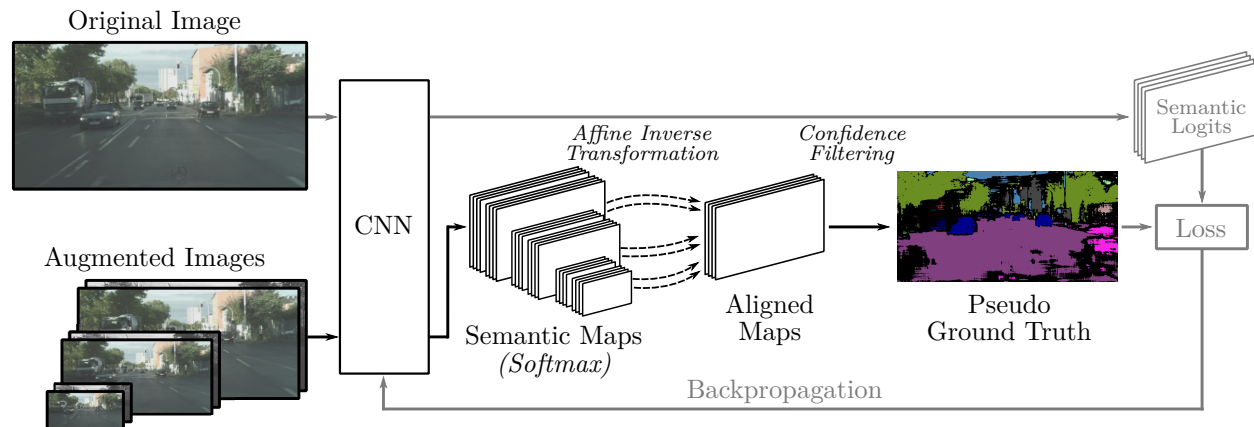 Original Image
Semantic
Logits
Affine Inverse
Transformation
Confidence
Filtering
CNN
Loss
Augmented Images
Semantic Maps
(Softmax)
Aligned
Maps
Pseudo
Ground Truth
Backpropagation